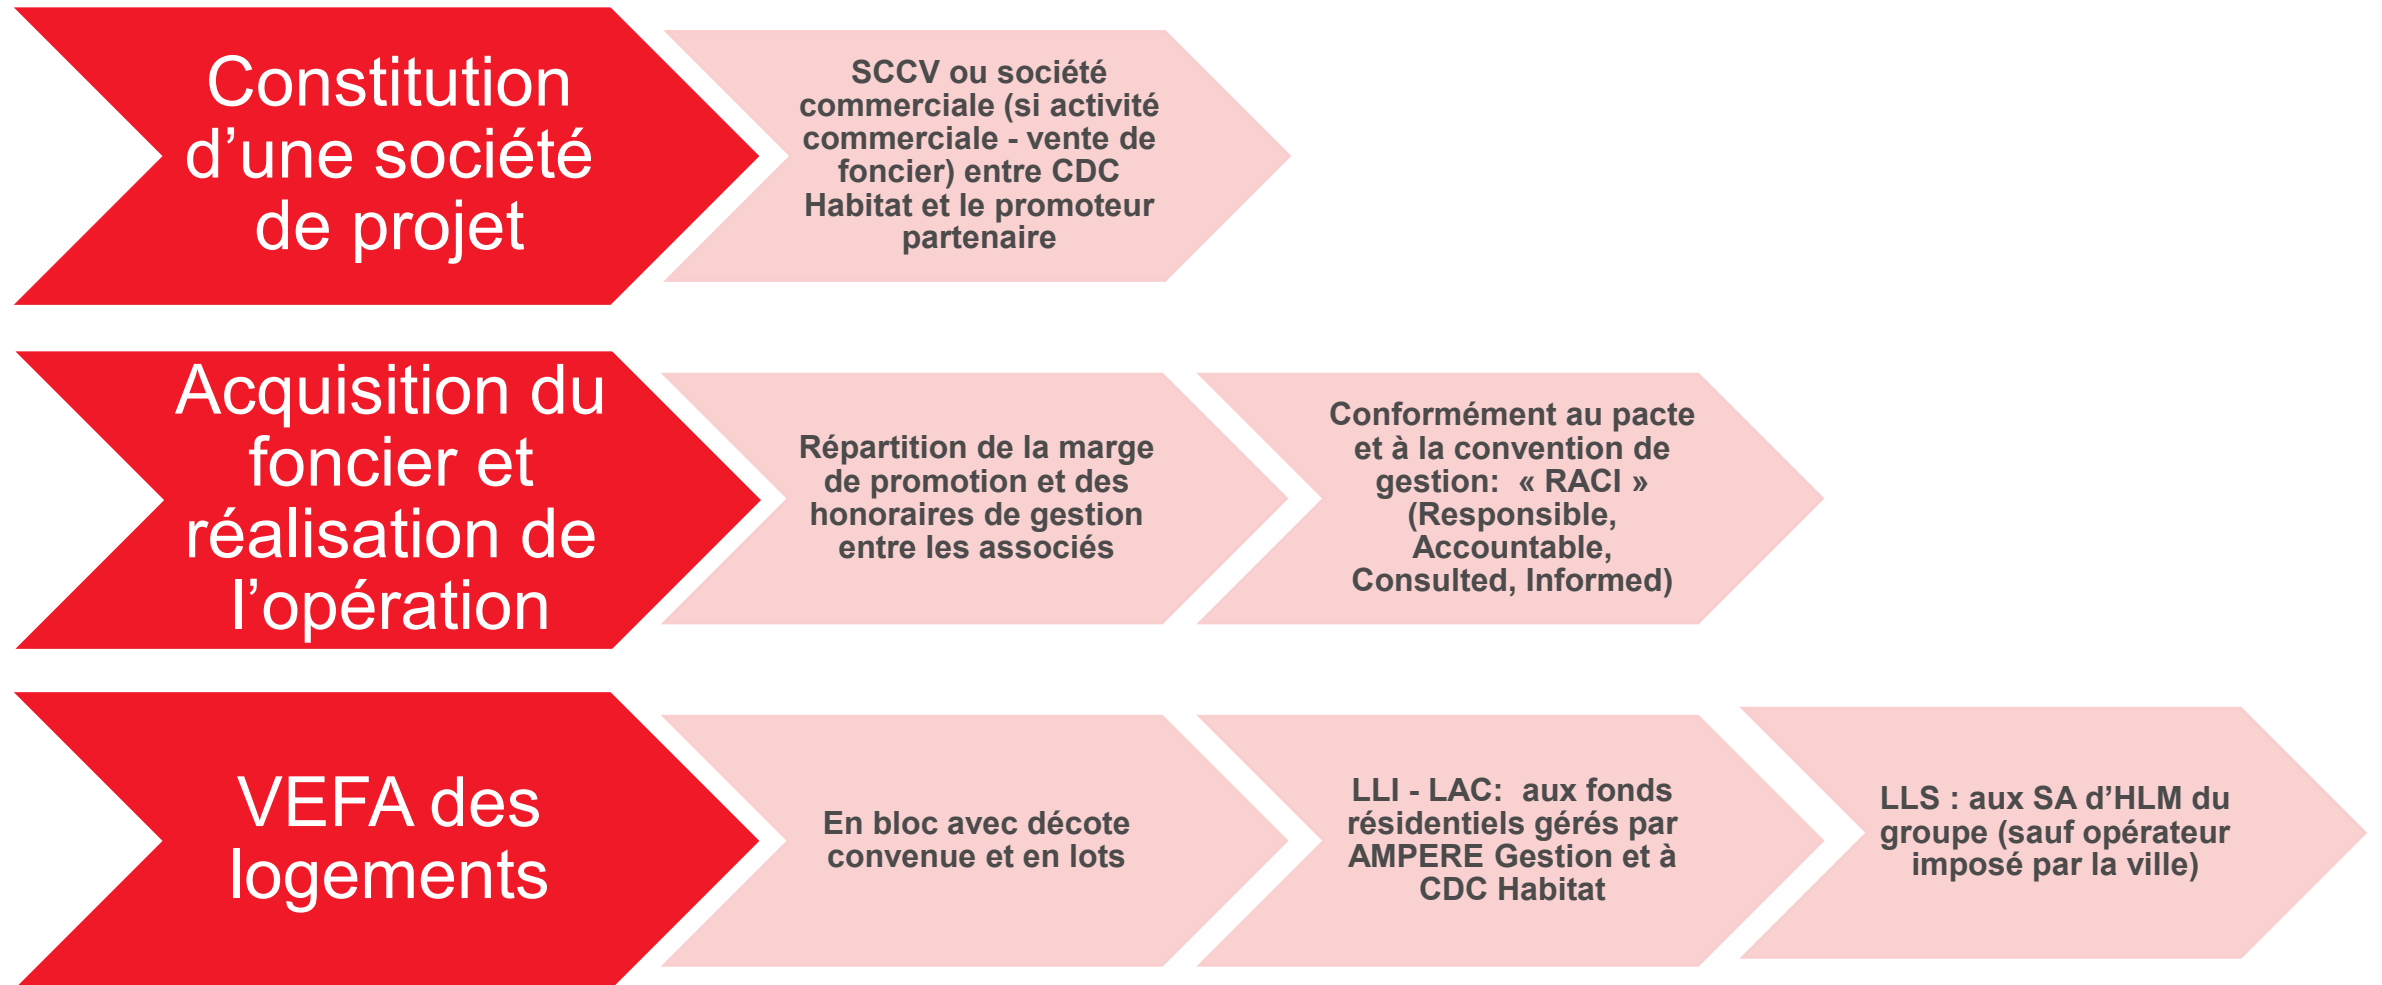 Constitution
d’une société
de projet
SCCV ou société
commerciale (si activité
commerciale - vente de
foncier) entre CDC
Habitat et le promoteur
partenaire
Acquisition du
foncier et
réalisation de
l’opération
Répartition de la marge
de promotion et des
honoraires de gestion
entre les associés
Conformément au pacte
et à la convention de
gestion:  « RACI »
(Responsible,
Accountable,
Consulted, Informed)
VEFA des
logements
En bloc avec décote
convenue et en lots
LLI - LAC:  aux fonds
résidentiels gérés par
AMPERE Gestion et à
CDC Habitat
LLS : aux SA d’HLM du
groupe (sauf opérateur
imposé par la ville)